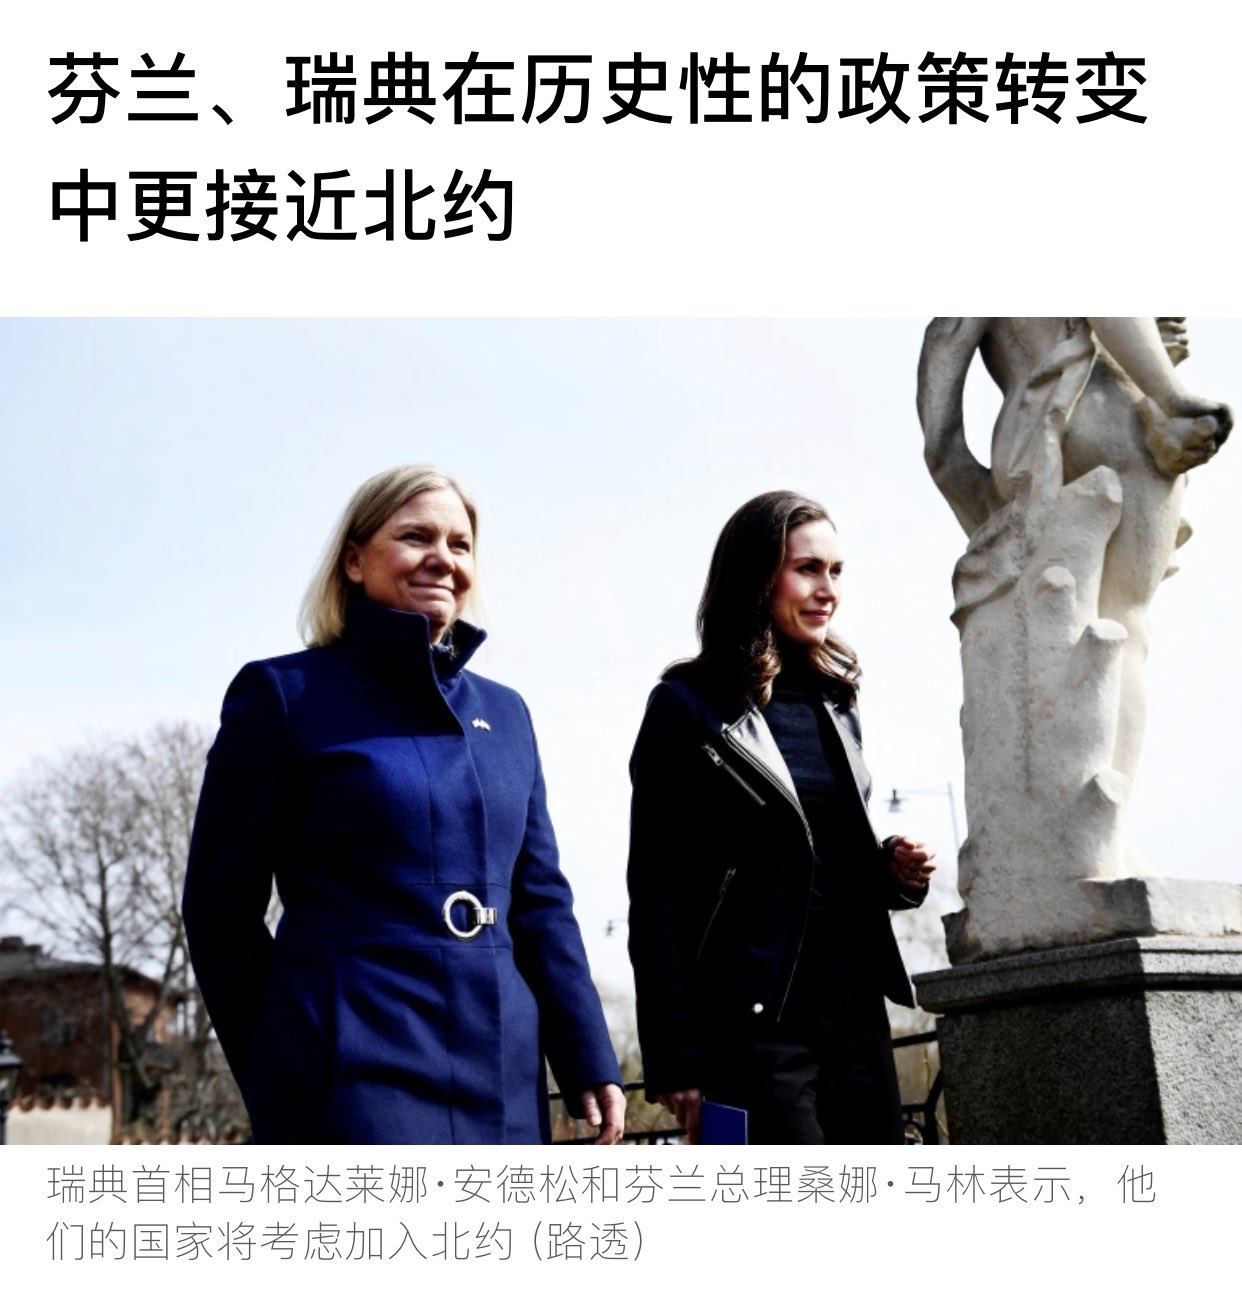 芬兰、瑞典在历史性的政策转变
中更接近北约
瑞典首相马格达莱娜·安德松和芬兰总理桑娜·马林表示，他
们的国家将考虑加入北约 (路透)